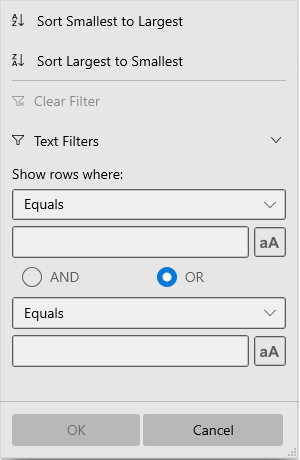 Sort Smallest to Largest
Sort Largest to Smallest
Clear Filter
Text Filters
Show rows where:
Equals
aA
AND OR
Equals
aA
OK Cancel